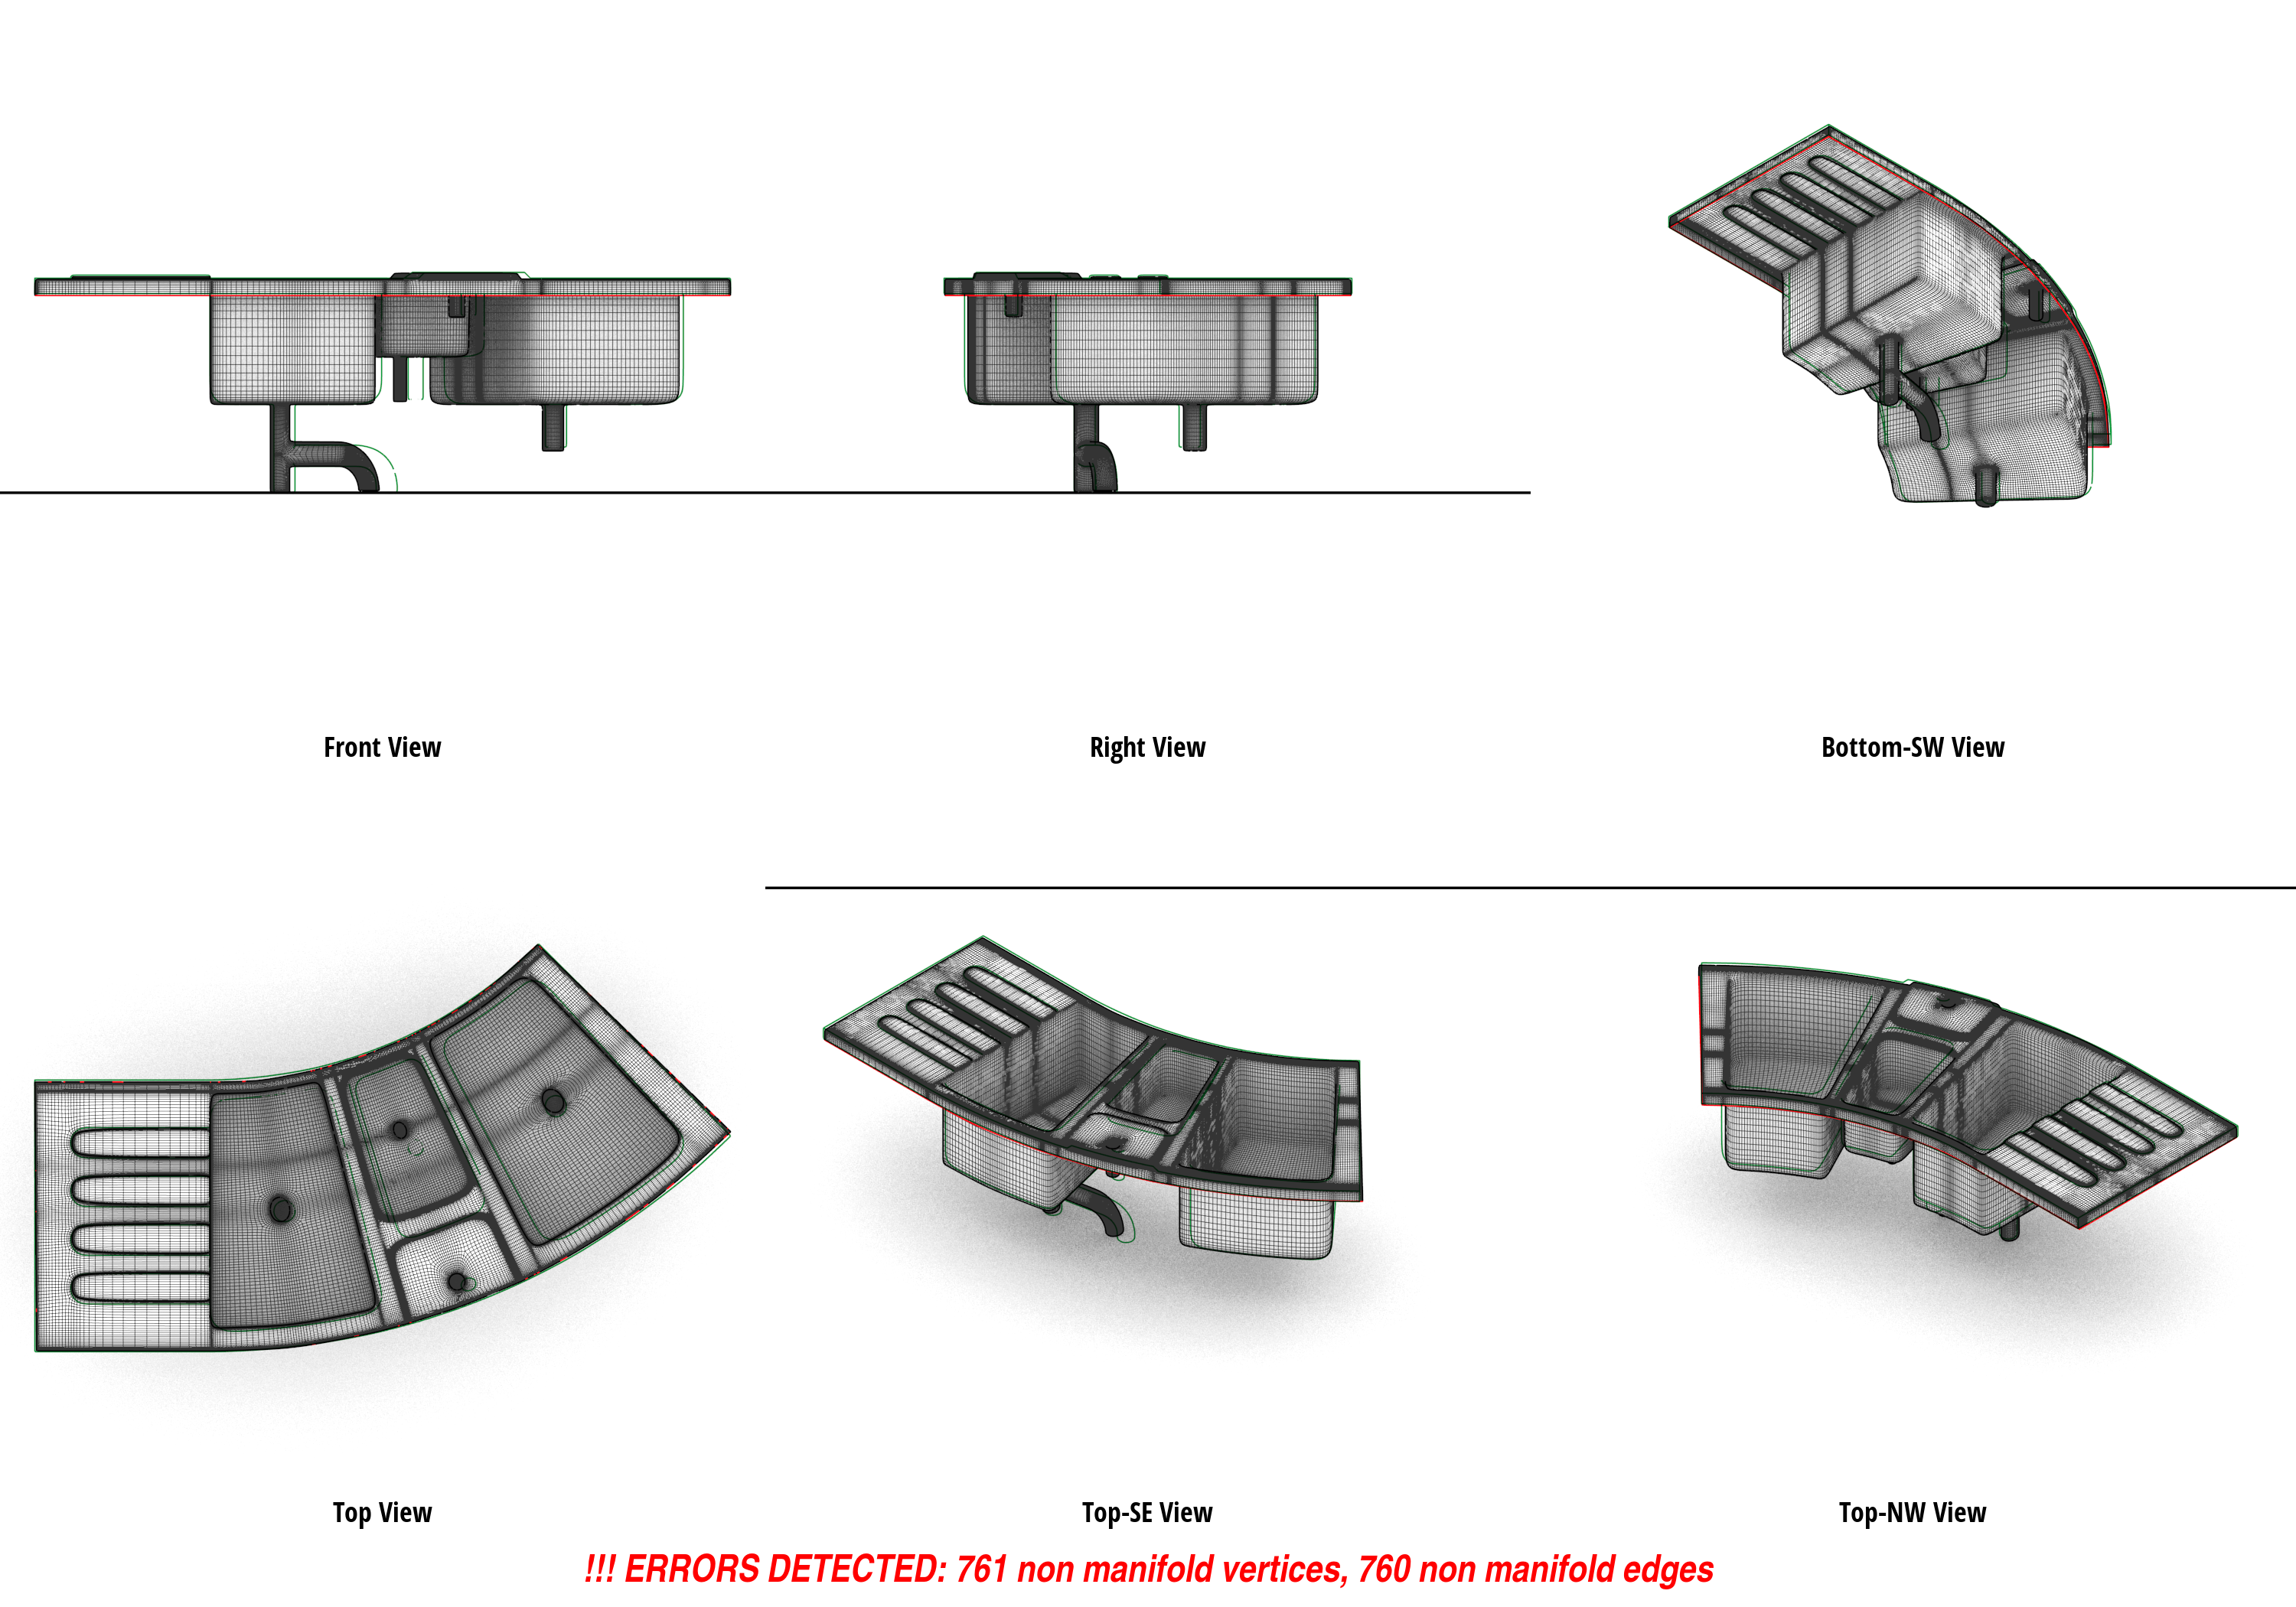 Front View
Right View
Bottom-SW View
Top View
Top-SE View
Top-NW View
!!! ERRORS DETECTED: 761 non manifold vertices, 760 non manifold edges